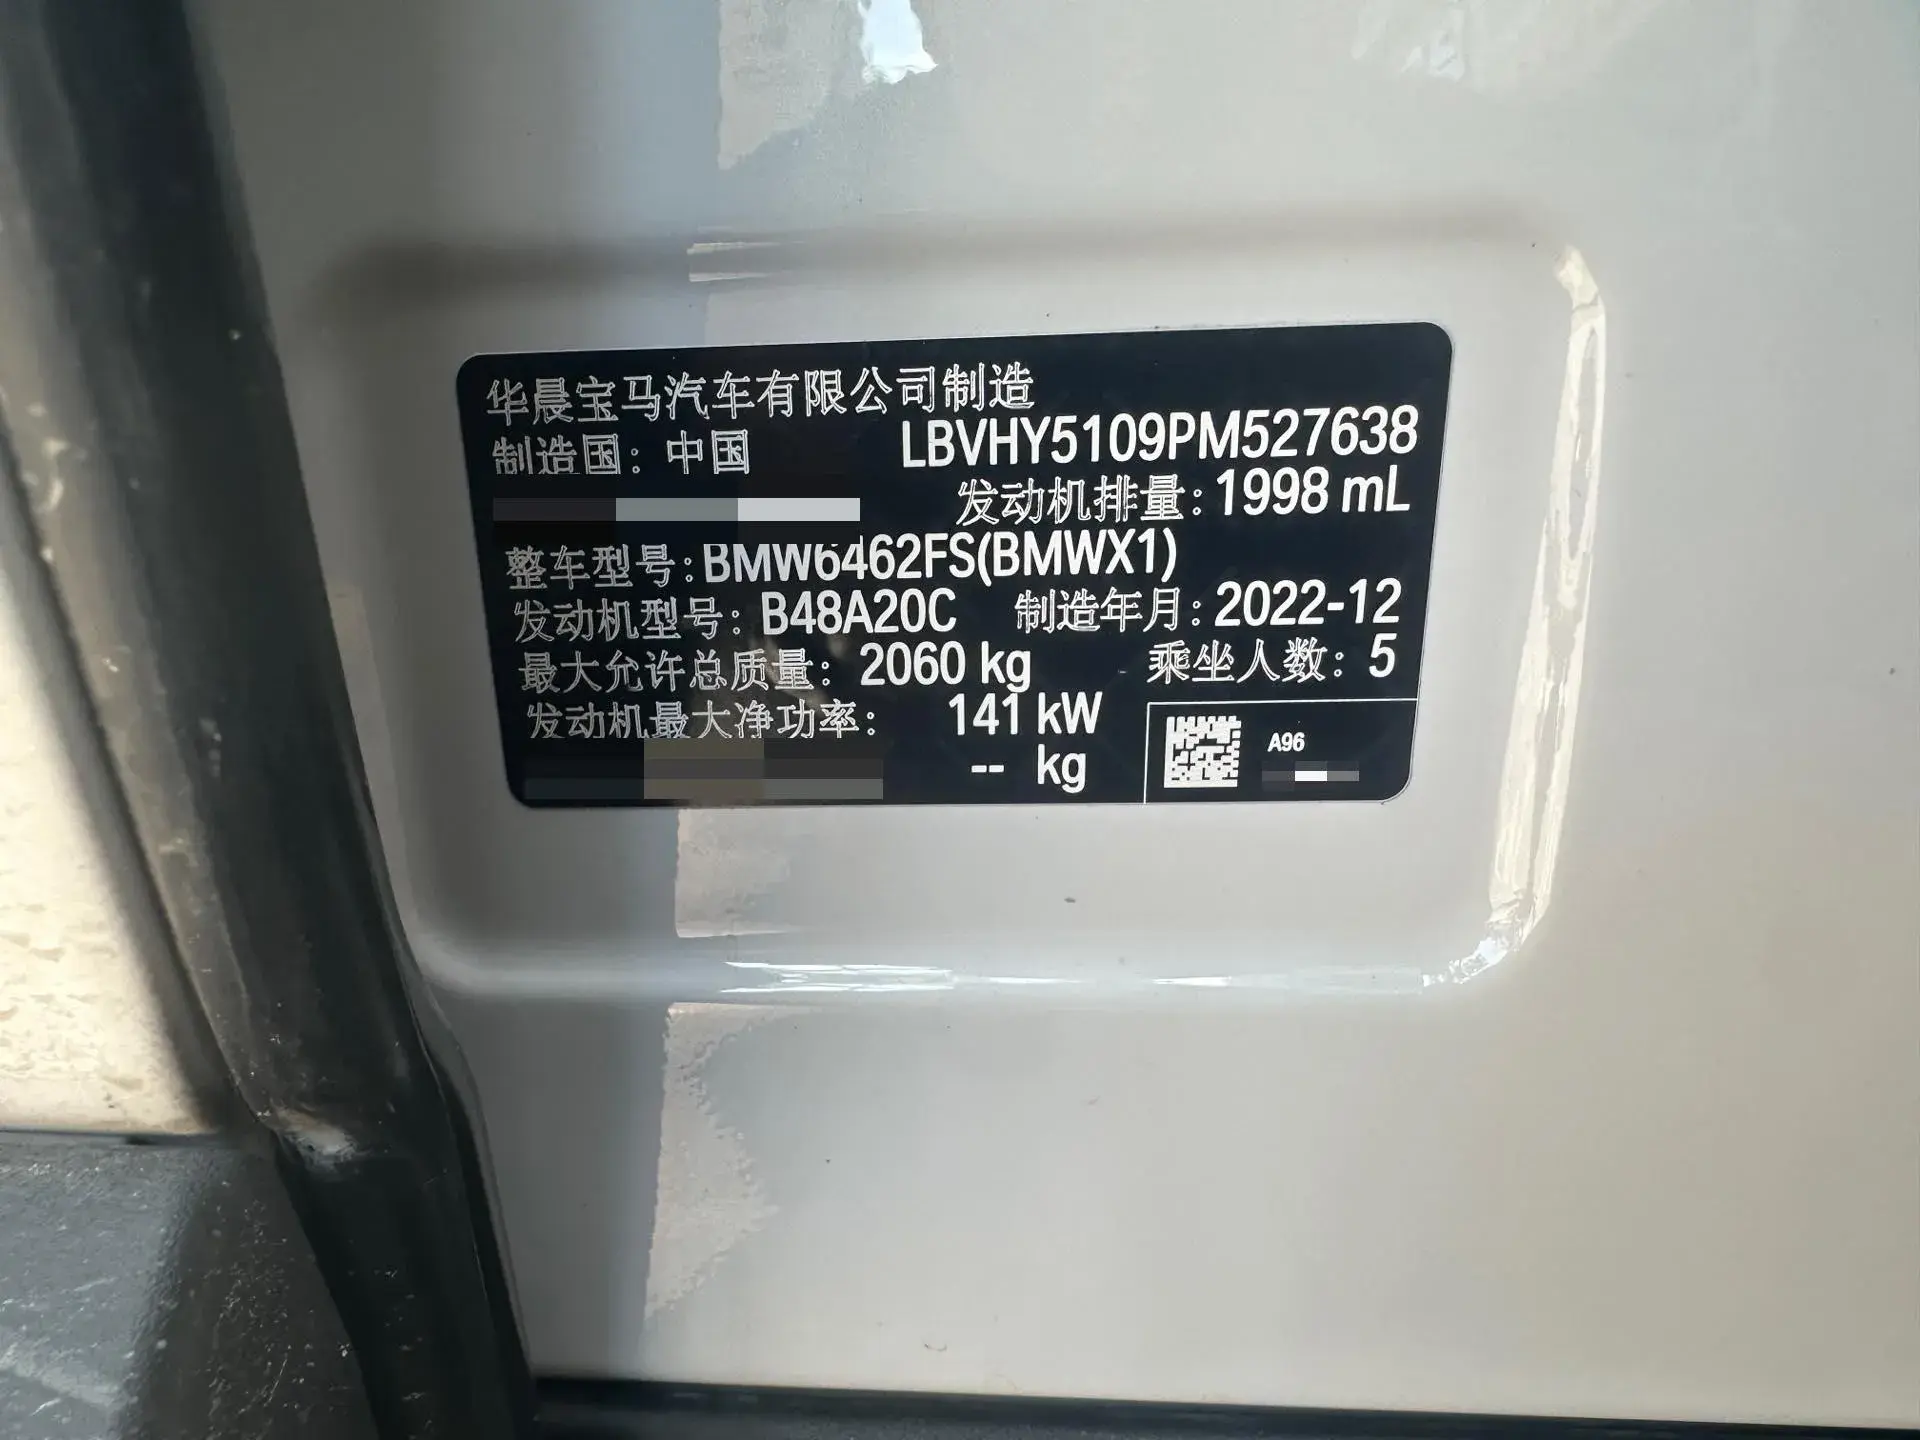 华晨宝马汽车有限公司制造
制造国：中国 LBVHY5109PM527638
发动机排量：1998 mL
整车型号：BMW6462FS(BMWX1)
发动机型号：B48A20C 制造年月：2022-12
最大允许总质量：2060 kg 乘坐人数：5
发动机最大净功率： 141 kW
-- kg
A96